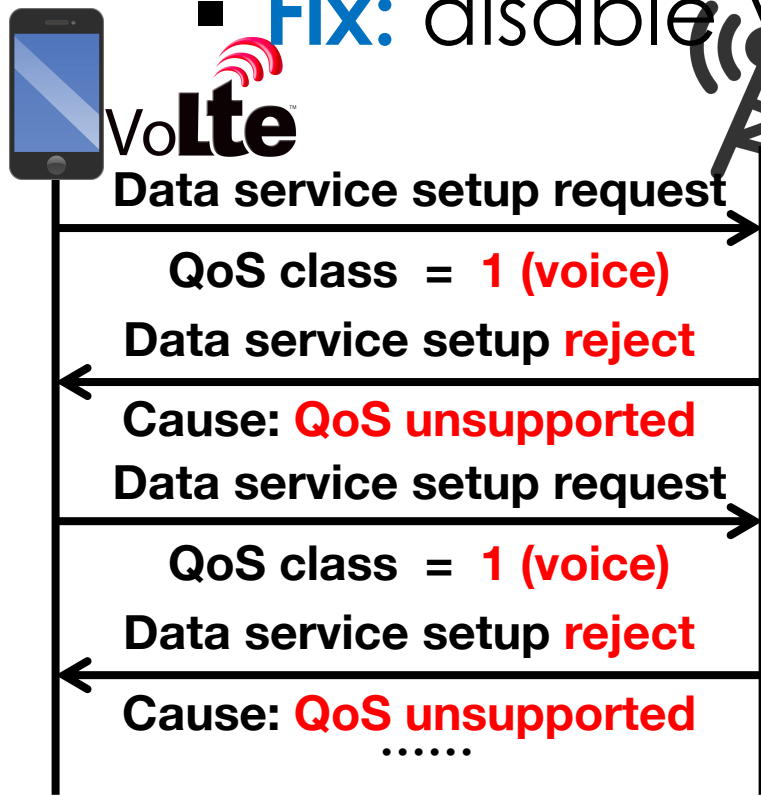 ▪ FIX: disable
VoLte™
Data service setup request
QoS class = 1 (voice)
Data service setup reject
Cause: QoS unsupported
Data service setup request
QoS class = 1 (voice)
Data service setup reject
Cause: QoS unsupported
......